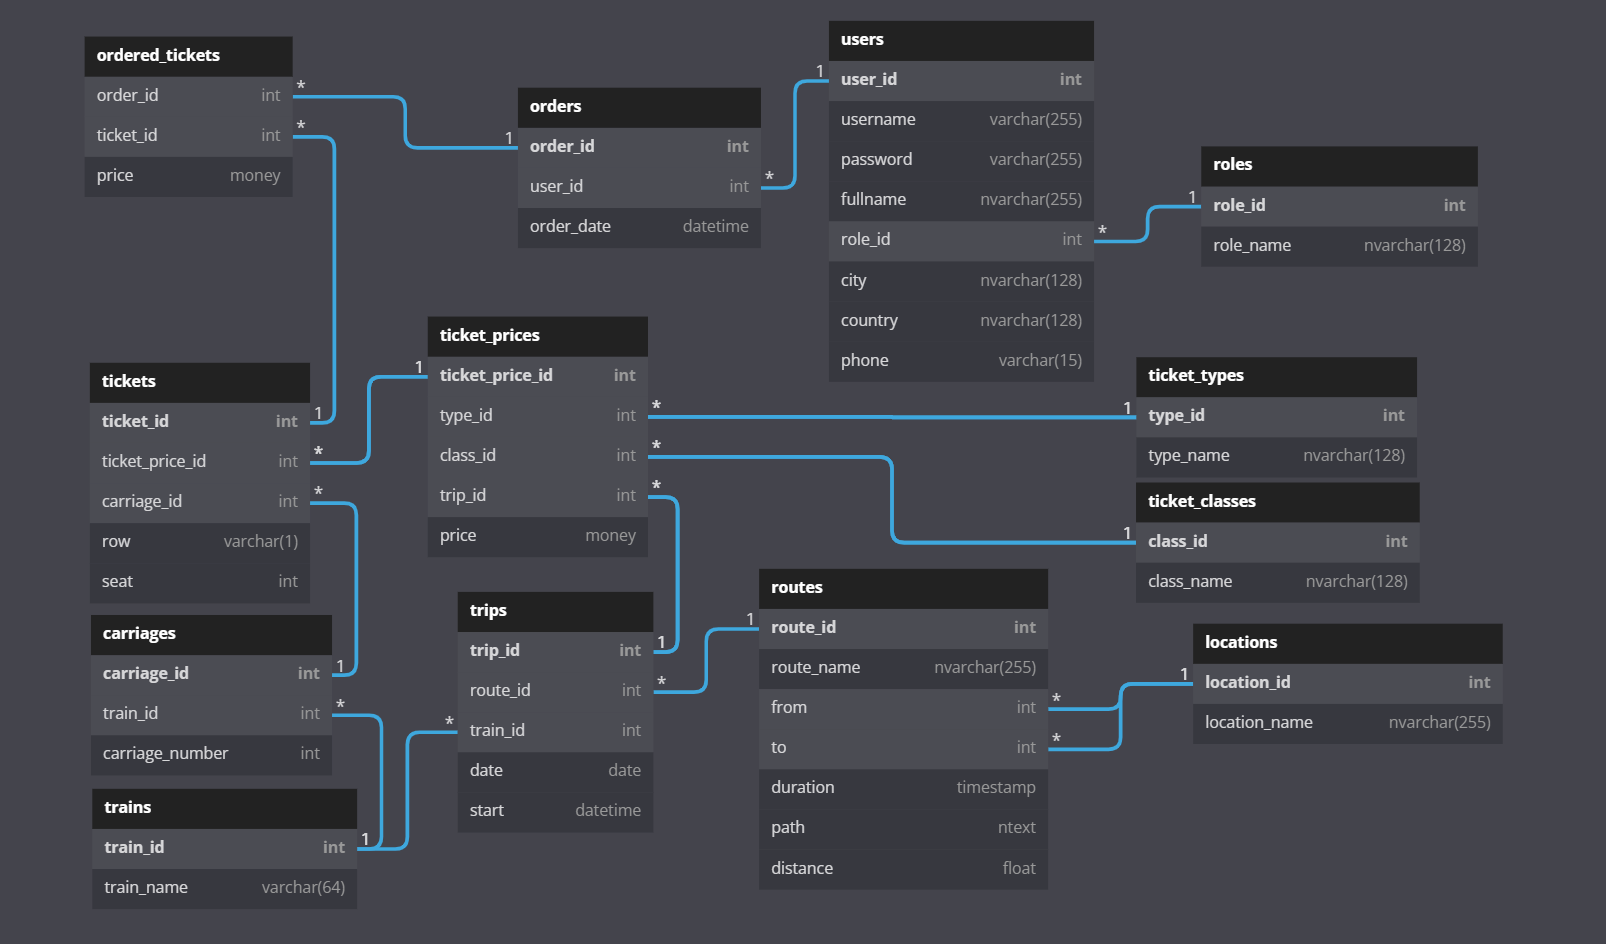 ordered_tickets
order_id int *
ticket_id int *
price money
orders
1 order_id int
user_id int *
order_date datetime
users
1 user_id int
username varchar(255)
password varchar(255)
fullname nvarchar(255)
role_id int *
city nvarchar(128)
country nvarchar(128)
phone varchar(15)
roles
1 role_id int
role_name nvarchar(128)
tickets
ticket_id int 1
ticket_price_id int *
carriage_id int *
row varchar(1)
seat int
ticket_prices
1 ticket_price_id int
type_id int *
class_id int *
trip_id int *
price money
ticket_types
1 type_id int
type_name nvarchar(128)
ticket_classes
1 class_id int
class_name nvarchar(128)
carriages
carriage_id int 1
train_id int *
carriage_number int
trips
trip_id int 1
route_id int *
* train_id int
date date
start datetime
routes
1 route_id int
route_name nvarchar(255)
from int *
to int *
duration timestamp
path ntext
distance float
locations
1 location_id int
location_name nvarchar(255)
trains
train_id int 1
train_name varchar(64)